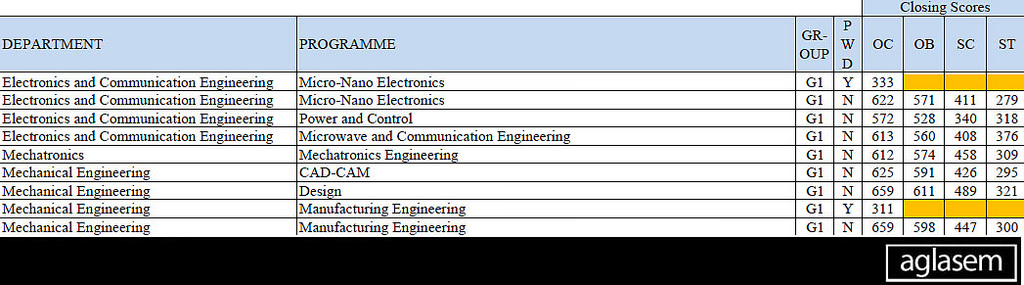 Closing Scores
DEPARTMENT PROGRAMME GR-OUP PWD OC OB SC ST
Electronics and Communication Engineering Micro-Nano Electronics G1 Y 333
Electronics and Communication Engineering Micro-Nano Electronics G1 N 622 571 411 279
Electronics and Communication Engineering Power and Control G1 N 572 528 340 318
Electronics and Communication Engineering Microwave and Communication Engineering G1 N 613 560 408 376
Mechatronics Mechatronics Engineering G1 N 612 574 458 309
Mechanical Engineering CAD-CAM G1 N 625 591 426 295
Mechanical Engineering Design G1 N 659 611 489 321
Mechanical Engineering Manufacturing Engineering G1 Y 311
Mechanical Engineering Manufacturing Engineering G1 N 659 598 447 300
aglasem